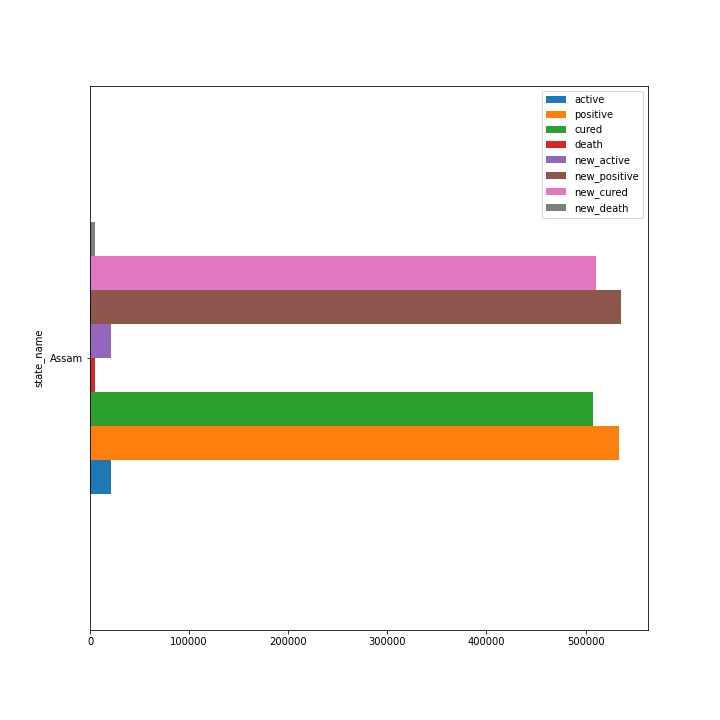 active
positive
cured
death
new_active
new_positive
new_cured
new_death
state_name
Assam
0 100000 200000 300000 400000 500000